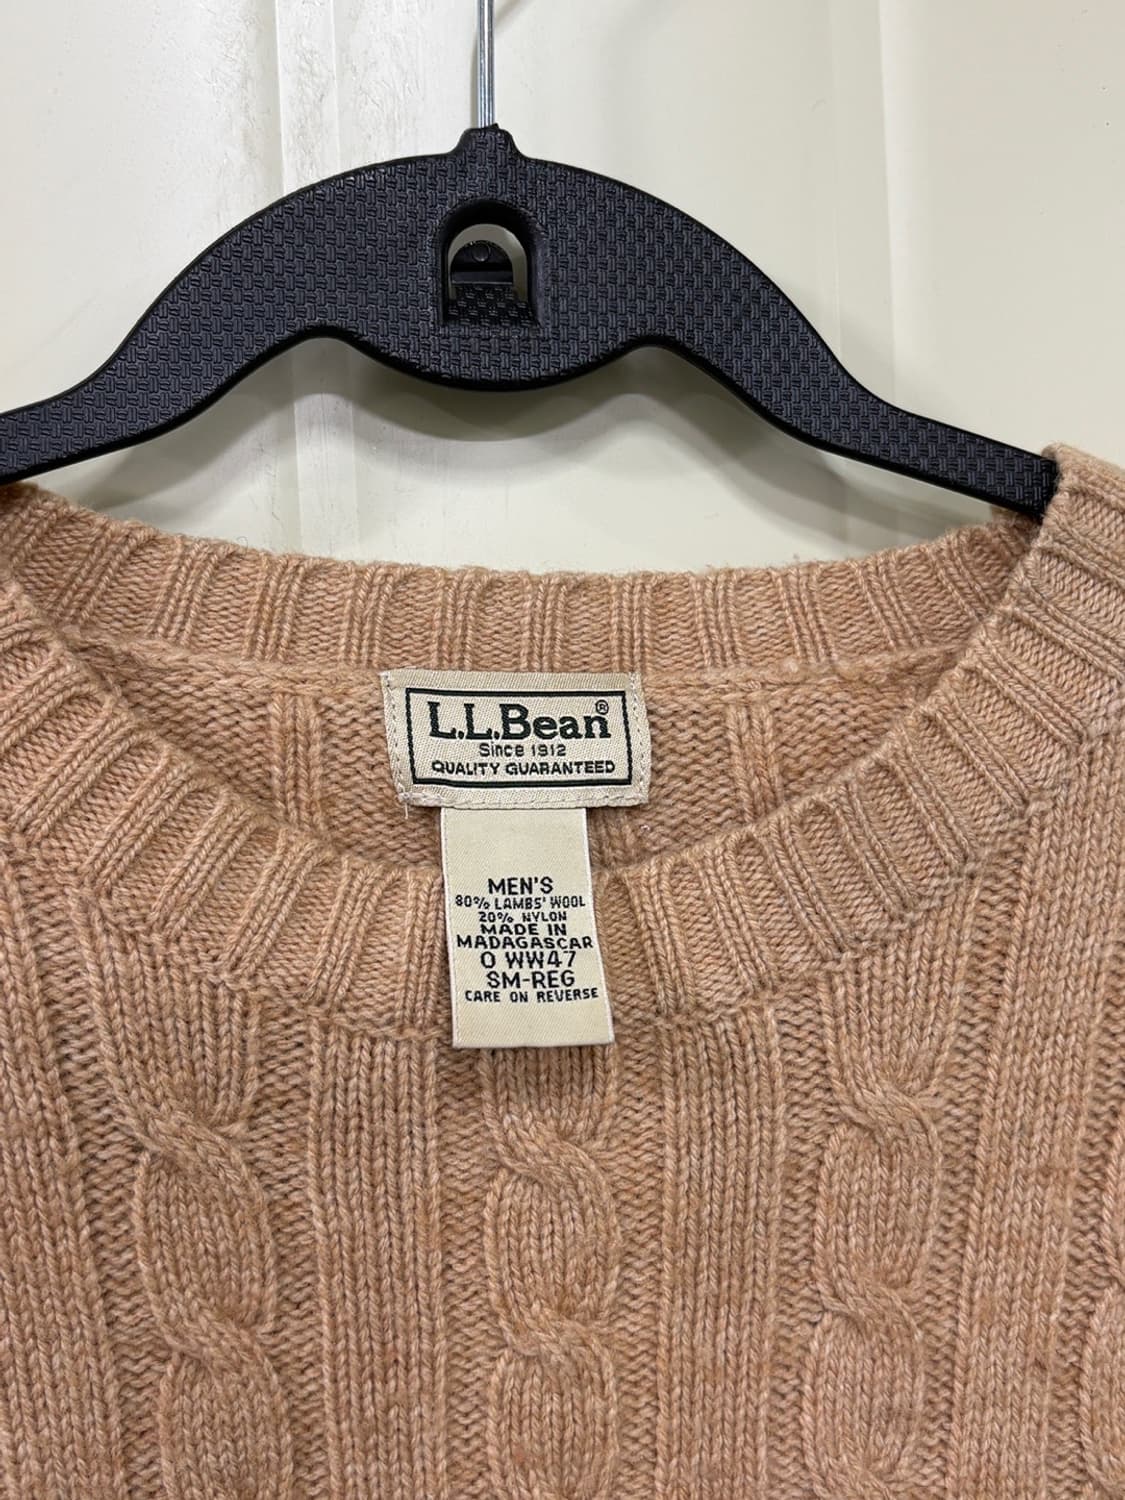 L.L.Bean®
Since 1912
QUALITY GUARANTEED
MEN'S
80% LAMBS' WOOL
20% NYLON
MADE IN
MADAGASCAR
0 WW47
SM-REG
CARE ON REVERSE